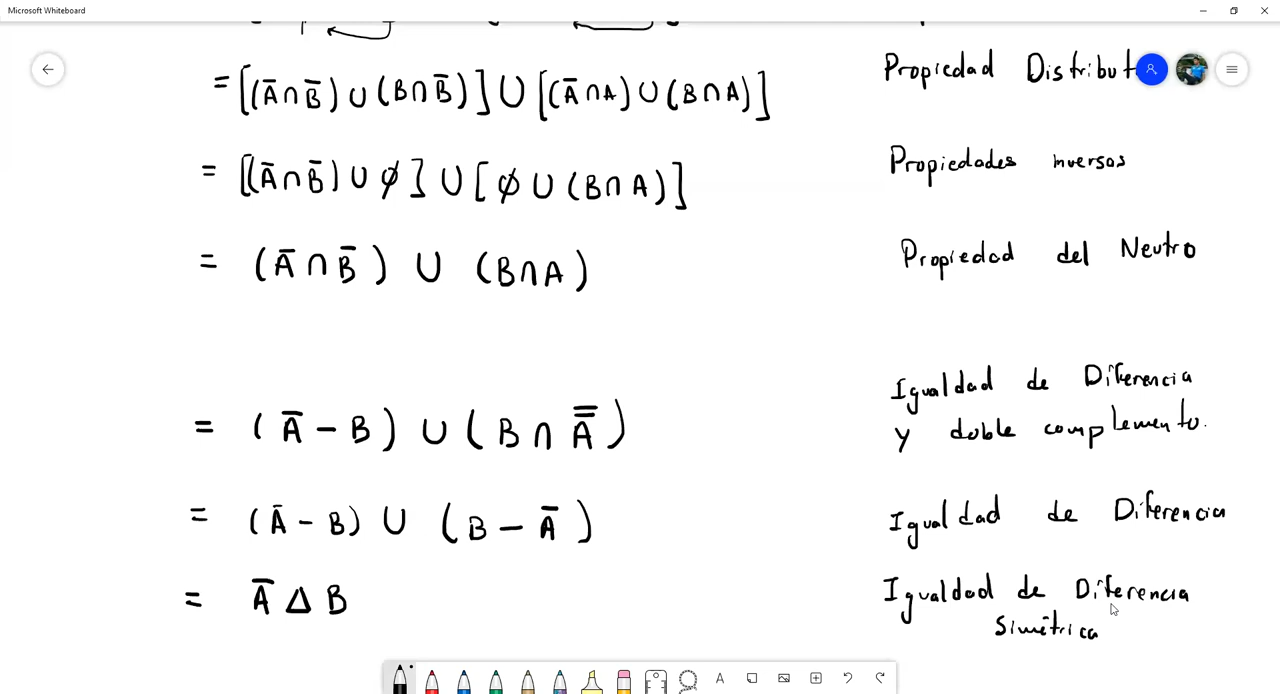 Microsoft Whiteboard
= [(Ā ∩ B̄) ∪ (B ∩ B̄)] ∪ [(Ā ∩ A) ∪ (B ∩ A)] Propiedad Distribut
= [(Ā ∩ B̄) ∪ ∅] ∪ [∅ ∪ (B ∩ A)] Propiedades inversos
= (Ā ∩ B̄) ∪ (B ∩ A) Propiedad del Neutro
Igualdad de Diferencia
= (Ā − B) ∪ (B ∩ A̿) y doble complemento.
= (Ā − B) ∪ (B − Ā) Igualdad de Diferencia
= Ā Δ B Igualdad de Diferencia
Simétrica